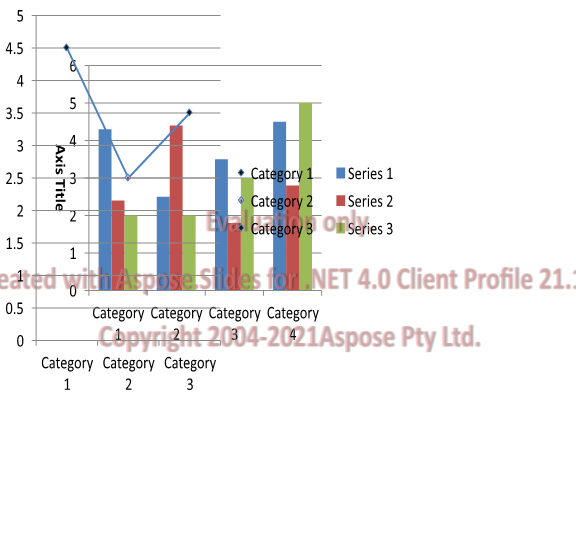 5
4.5
4
3.5
3
2.5
2
1.5
1
0.5
0
6
5
4
3
2
1
0
Axis Title
Category 1
Category 2
Category 3
Series 1
Series 2
Series 3
Evaluation only
eated with Aspose.Slides for .NET 4.0 Client Profile 21.
Copyright 2004-2021Aspose Pty Ltd.
Category
1
Category
2
Category
3
Category
4
Category
1
Category
2
Category
3